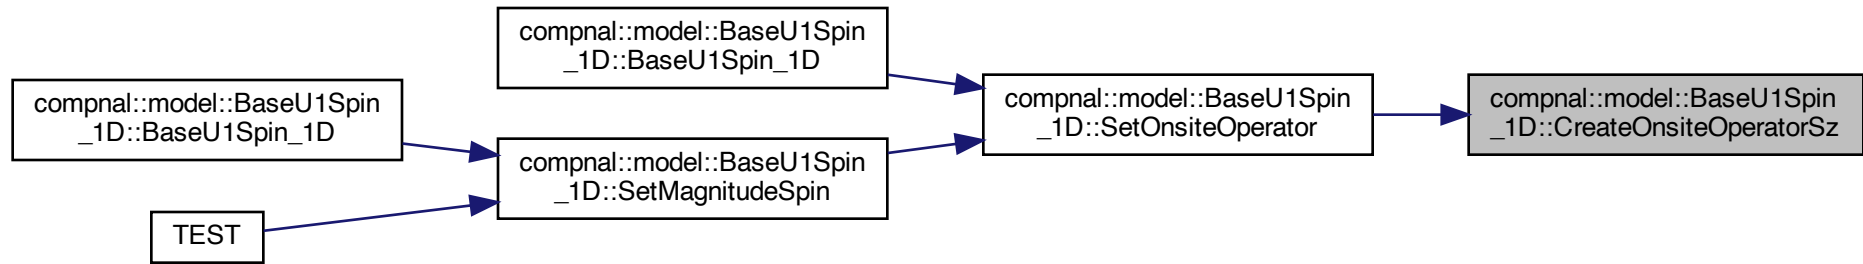 compnal::model::BaseU1Spin
_1D::BaseU1Spin_1D
compnal::model::BaseU1Spin
_1D::BaseU1Spin_1D
compnal::model::BaseU1Spin
_1D::SetOnsiteOperator
compnal::model::BaseU1Spin
_1D::CreateOnsiteOperatorSz
compnal::model::BaseU1Spin
_1D::SetMagnitudeSpin
TEST